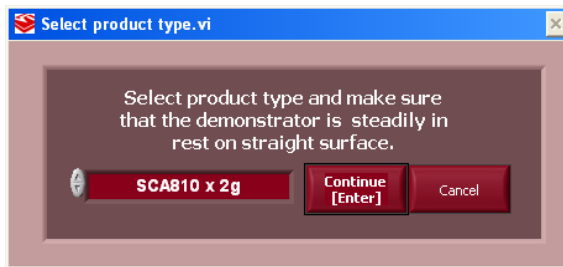 Select product type.vi
Select product type and make sure
that the demonstrator is steadily in
rest on straight surface.
SCA810 x 2g
Continue
[Enter]
Cancel